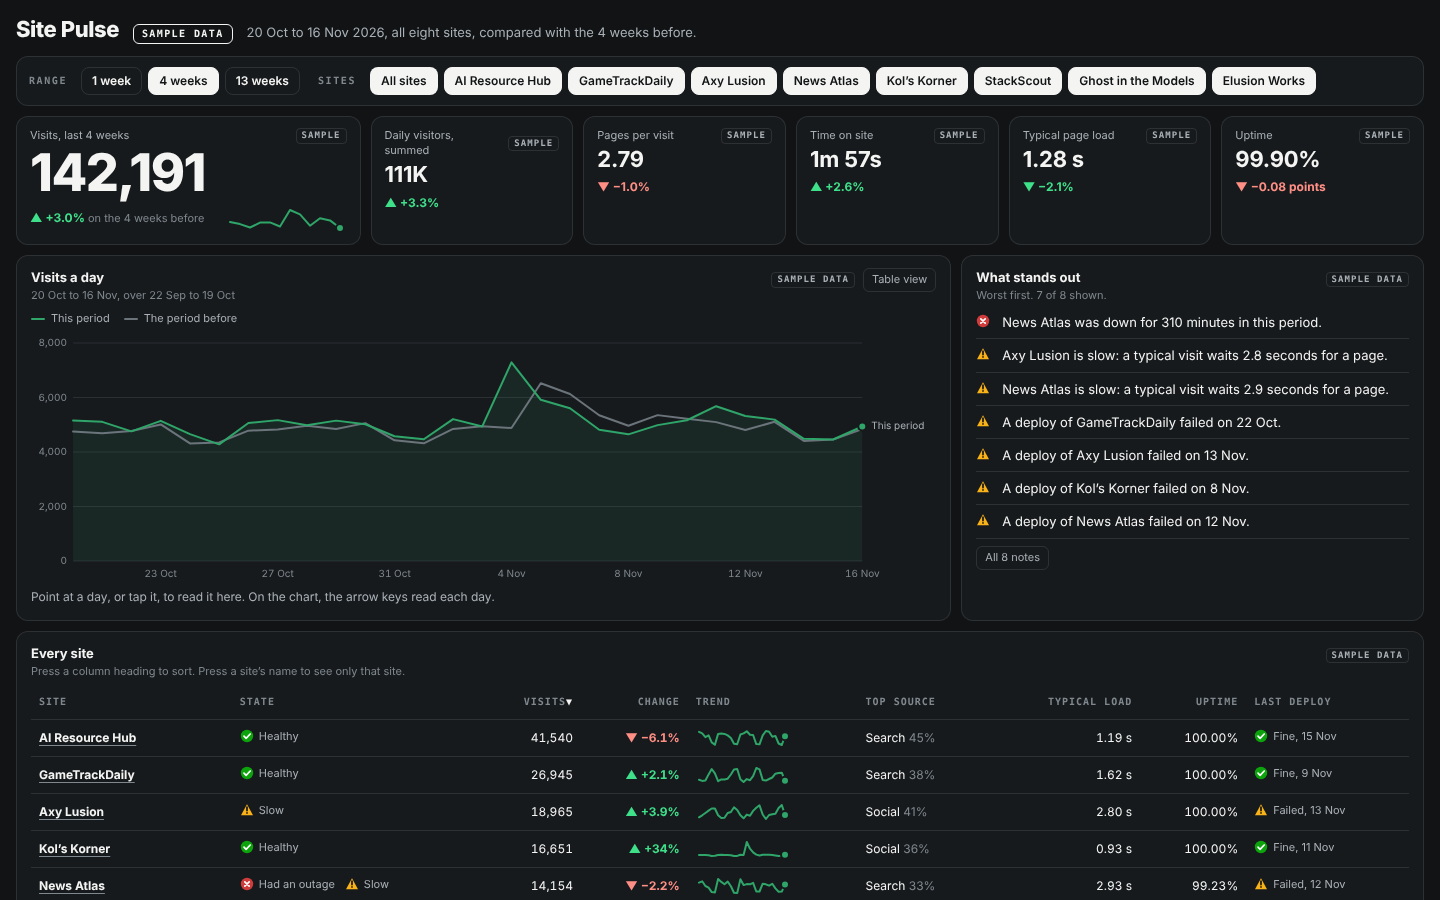 Site Pulse SAMPLE DATA 20 Oct to 16 Nov 2026, all eight sites, compared with the 4 weeks before.
RANGE 1 week 4 weeks 13 weeks SITES All sites AI Resource Hub GameTrackDaily Axy Lusion News Atlas Kol’s Korner StackScout Ghost in the Models Elusion Works
Visits, last 4 weeks SAMPLE
142,191
▲ +3.0% on the 4 weeks before
Daily visitors, summed SAMPLE
111K
▲ +3.3%
Pages per visit SAMPLE
2.79
▼ −1.0%
Time on site SAMPLE
1m 57s
▲ +2.6%
Typical page load SAMPLE
1.28 s
▼ −2.1%
Uptime SAMPLE
99.90%
▼ −0.08 points
Visits a day SAMPLE DATA Table view
20 Oct to 16 Nov, over 22 Sep to 19 Oct
This period The period before
8,000
6,000
4,000
2,000
0
This period
23 Oct 27 Oct 31 Oct 4 Nov 8 Nov 12 Nov 16 Nov
Point at a day, or tap it, to read it here. On the chart, the arrow keys read each day.
What stands out SAMPLE DATA
Worst first. 7 of 8 shown.
News Atlas was down for 310 minutes in this period.
Axy Lusion is slow: a typical visit waits 2.8 seconds for a page.
News Atlas is slow: a typical visit waits 2.9 seconds for a page.
A deploy of GameTrackDaily failed on 22 Oct.
A deploy of Axy Lusion failed on 13 Nov.
A deploy of Kol’s Korner failed on 8 Nov.
A deploy of News Atlas failed on 12 Nov.
All 8 notes
Every site SAMPLE DATA
Press a column heading to sort. Press a site’s name to see only that site.
SITE STATE VISITS▼ CHANGE TREND TOP SOURCE TYPICAL LOAD UPTIME LAST DEPLOY
AI Resource Hub Healthy 41,540 ▼ −6.1% Search 45% 1.19 s 100.00% Fine, 15 Nov
GameTrackDaily Healthy 26,945 ▲ +2.1% Search 38% 1.62 s 100.00% Fine, 9 Nov
Axy Lusion Slow 18,965 ▲ +3.9% Social 41% 2.80 s 100.00% Failed, 13 Nov
Kol’s Korner Healthy 16,651 ▲ +34% Social 36% 0.93 s 100.00% Fine, 11 Nov
News Atlas Had an outage Slow 14,154 ▼ −2.2% Search 33% 2.93 s 99.23% Failed, 12 Nov